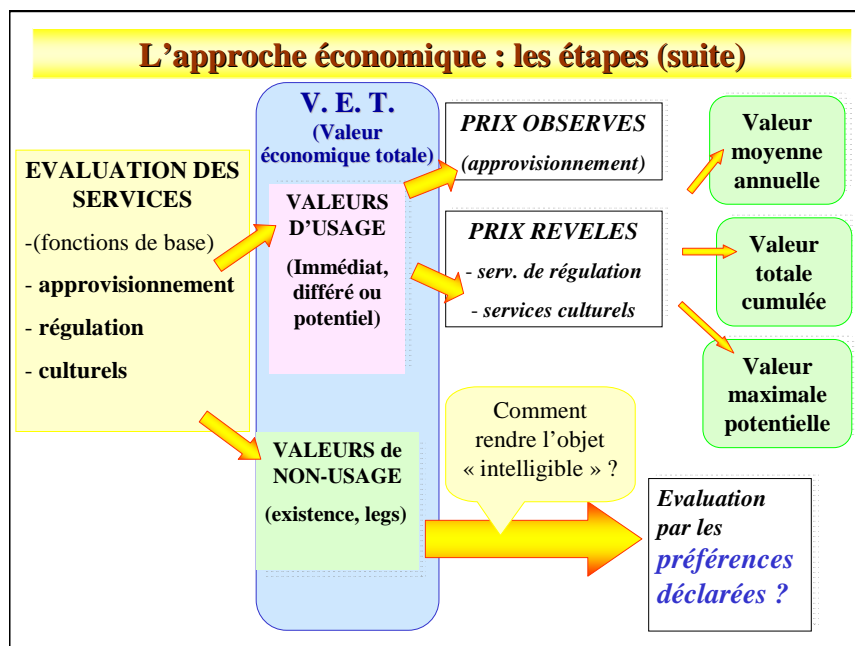 L'approche économique : les étapes (suite)
EVALUATION DES
SERVICES
-(fonctions de base)
- approvisionnement
- régulation
- culturels
V. E. T.
(Valeur
économique totale)
VALEURS
D'USAGE
(Immédiat,
différé ou
potentiel)
VALEURS de
NON-USAGE
(existence, legs)
PRIX OBSERVES
(approvisionnement)
PRIX REVELES
- serv. de régulation
- services culturels
Valeur
moyenne
annuelle
Valeur
totale
cumulée
Valeur
maximale
potentielle
Comment
rendre l'objet
« intelligible » ?
Evaluation
par les
préférences
déclarées ?